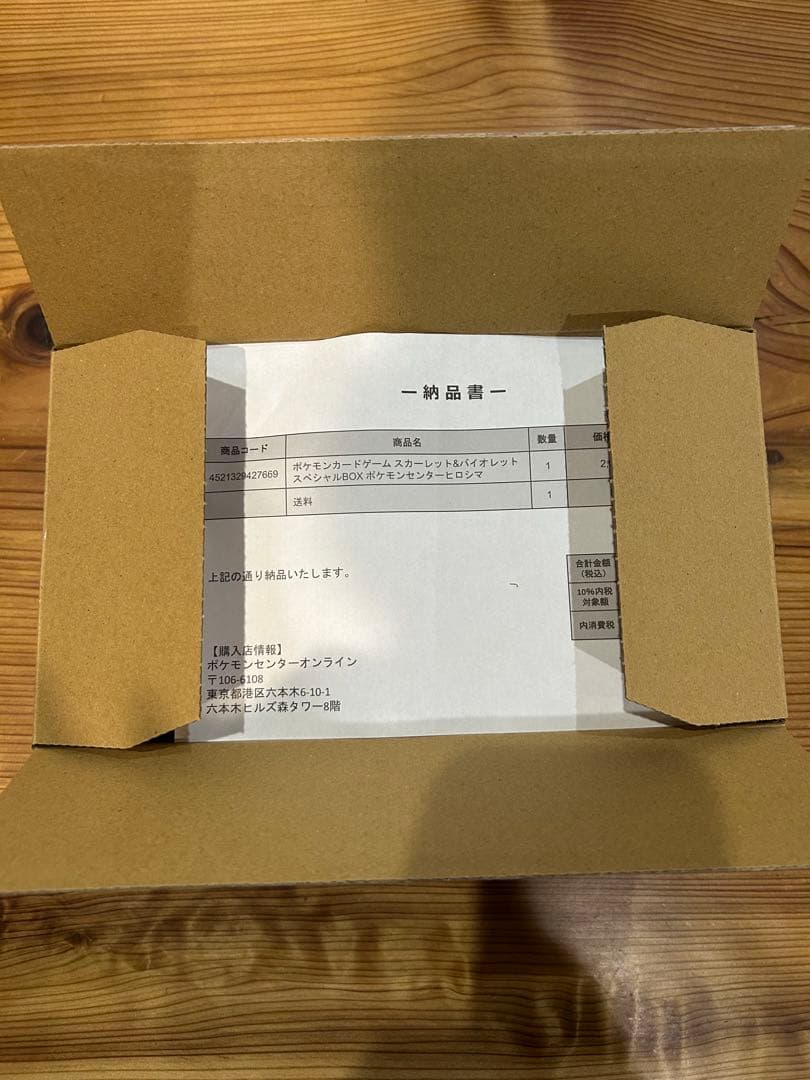 ー納品書ー
商品コード 商品名 数量 価格
4521329427669 ポケモンカードゲーム スカーレット&バイオレット 1 2,
スペシャルBOX ポケモンセンターヒロシマ
送料 1
上記の通り納品いたします。
合計金額
(税込)
10%内税
対象額
内消費税
【購入店情報】
ポケモンセンターオンライン
〒106-6108
東京都港区六本木6-10-1
六本木ヒルズ森タワー8階